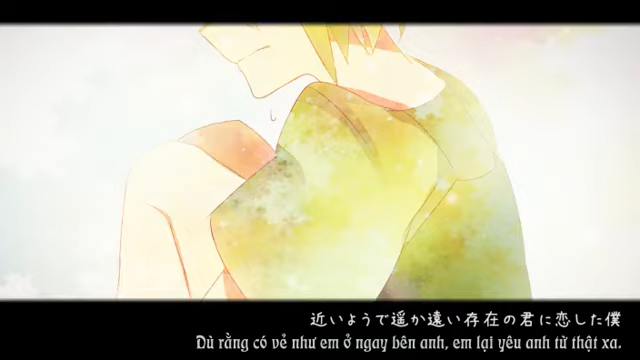 近いようで遥か遠い存在の君に恋した僕
Dù rằng có vẻ như em ở ngay bên anh, em lại yêu anh từ thật xa.